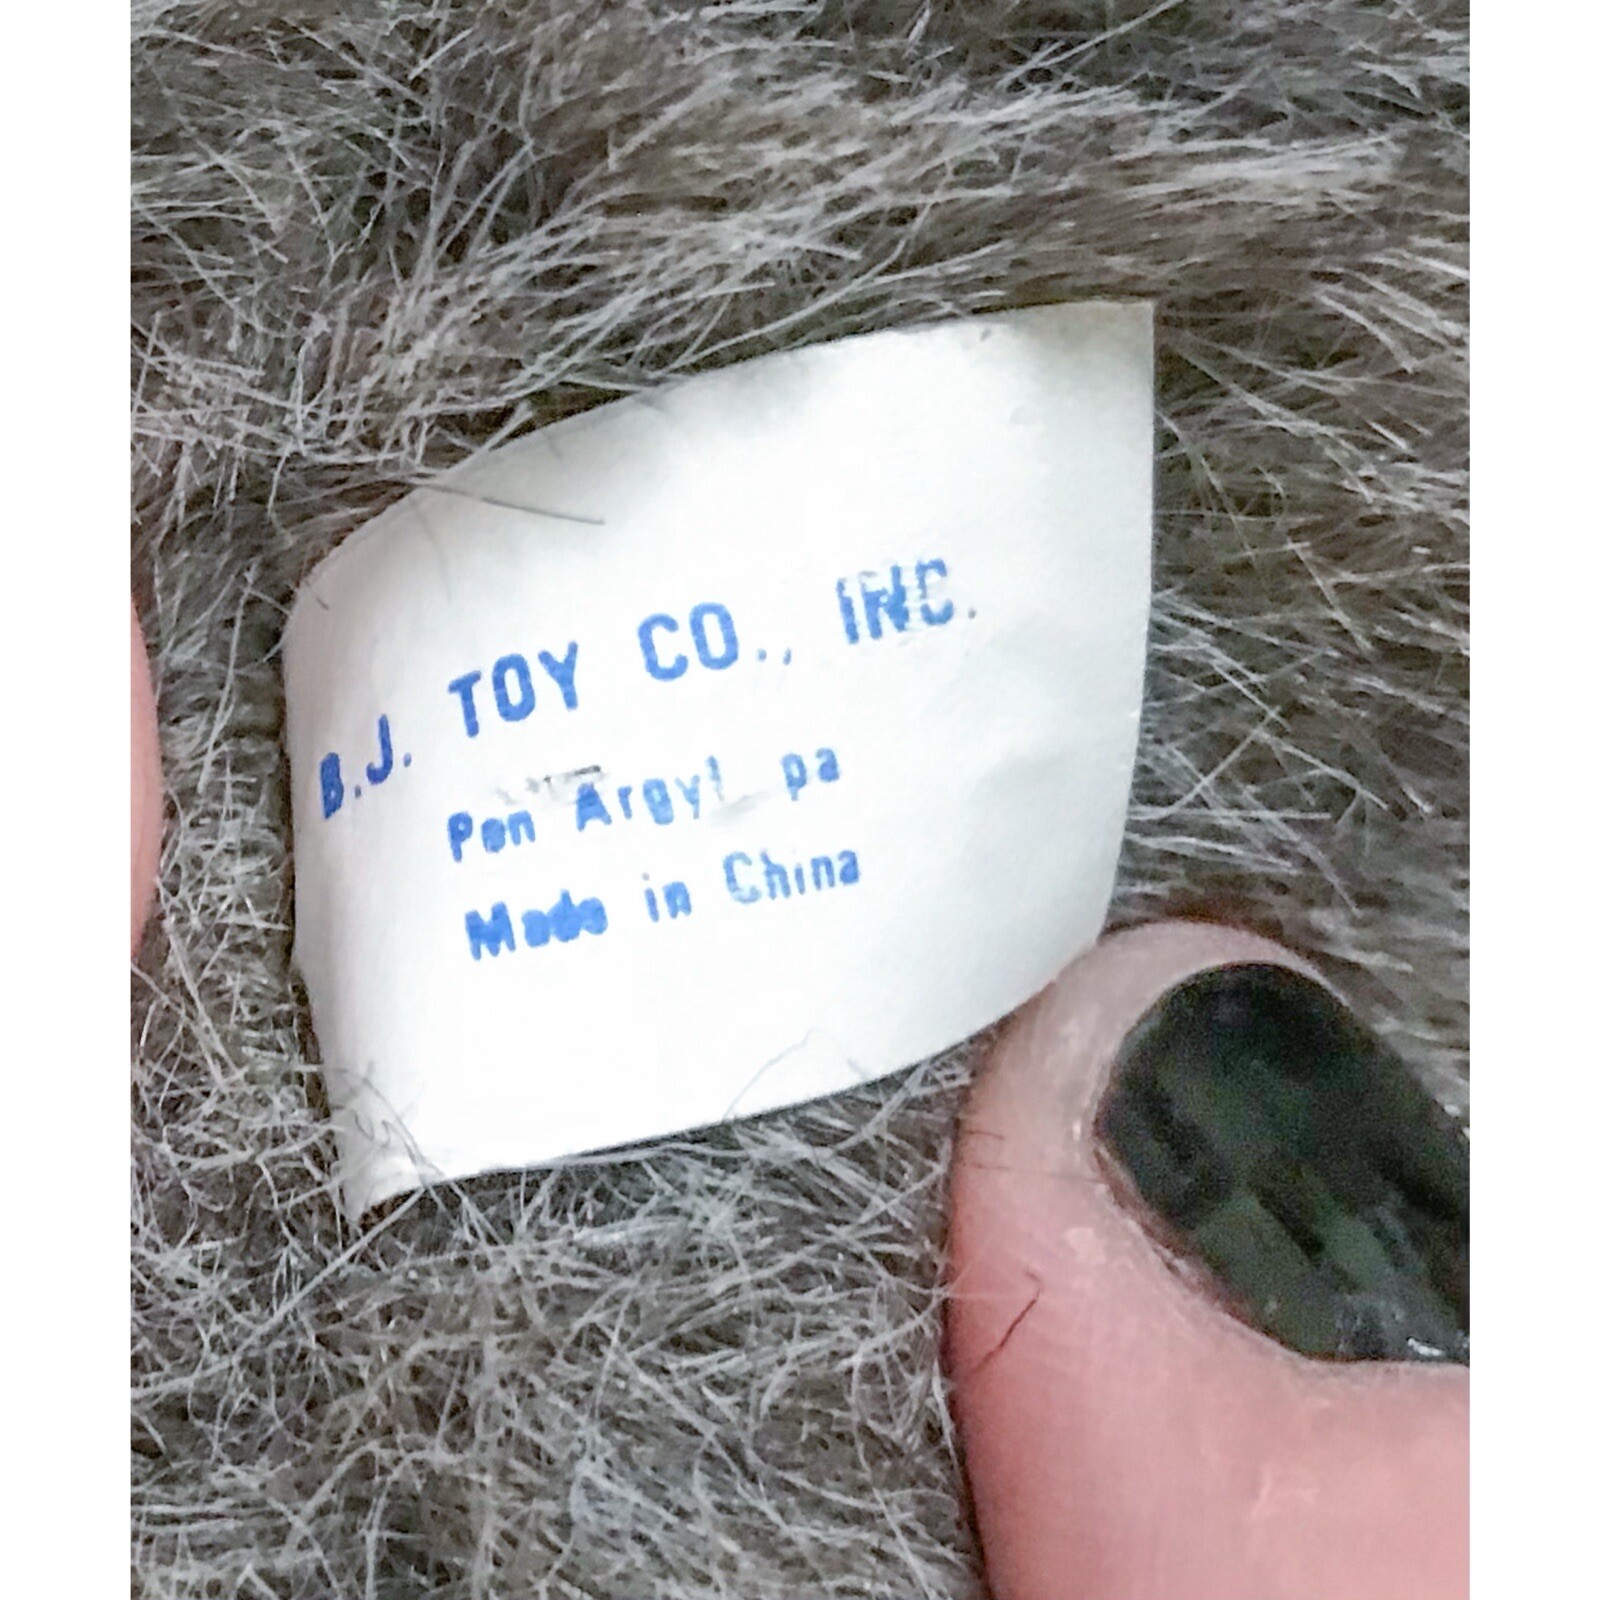 B.J. TOY CO., INC.
Pen Argyl pa
Made in China